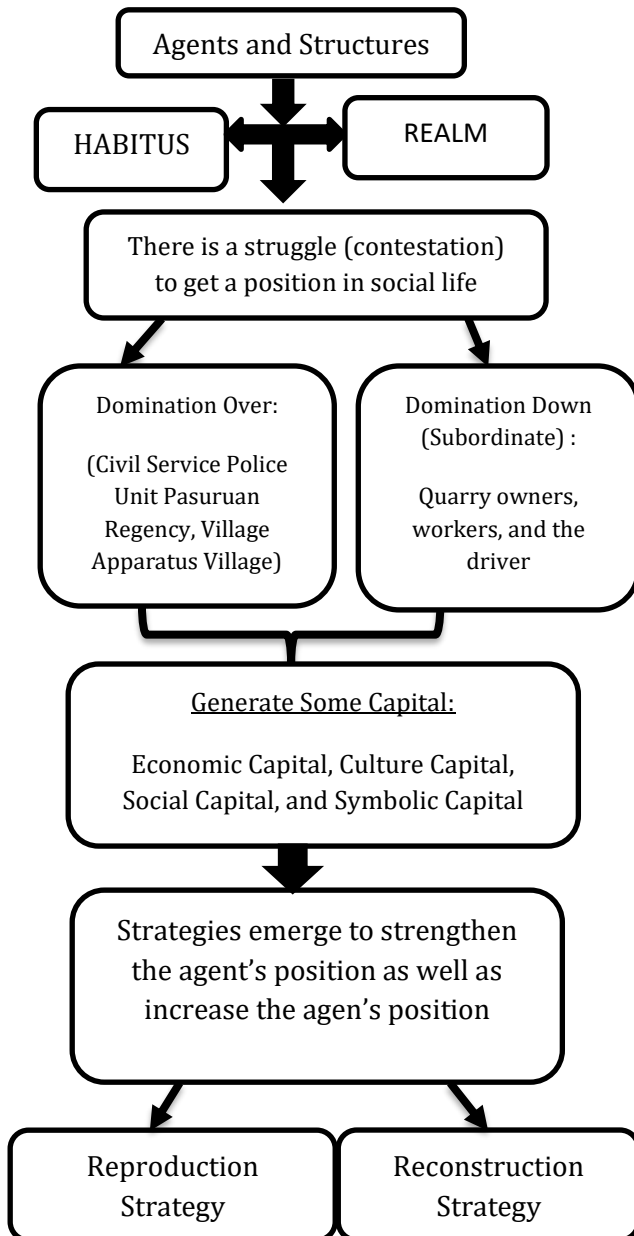 Agents and Structures
HABITUS
REALM
There is a struggle (contestation)
to get a position in social life
Domination Over:
(Civil Service Police
Unit Pasuruan
Regency, Village
Apparatus Village)
Domination Down
(Subordinate) :
Quarry owners,
workers, and the
driver
Generate Some Capital:
Economic Capital, Culture Capital,
Social Capital, and Symbolic Capital
Strategies emerge to strengthen
the agent’s position as well as
increase the agen’s position
Reproduction
Strategy
Reconstruction
Strategy